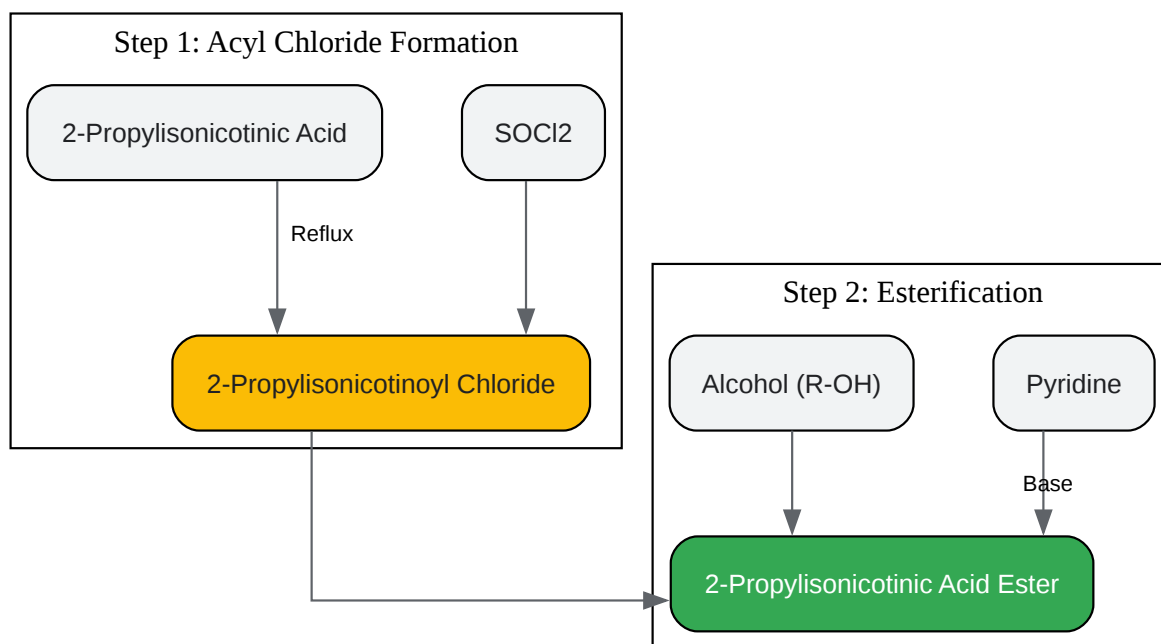 Step 1: Acyl Chloride Formation
2-Propylisonicotinic Acid
SOCl2
Reflux
2-Propylisonicotinoyl Chloride
Step 2: Esterification
Alcohol (R-OH)
Pyridine
Base
2-Propylisonicotinic Acid Ester